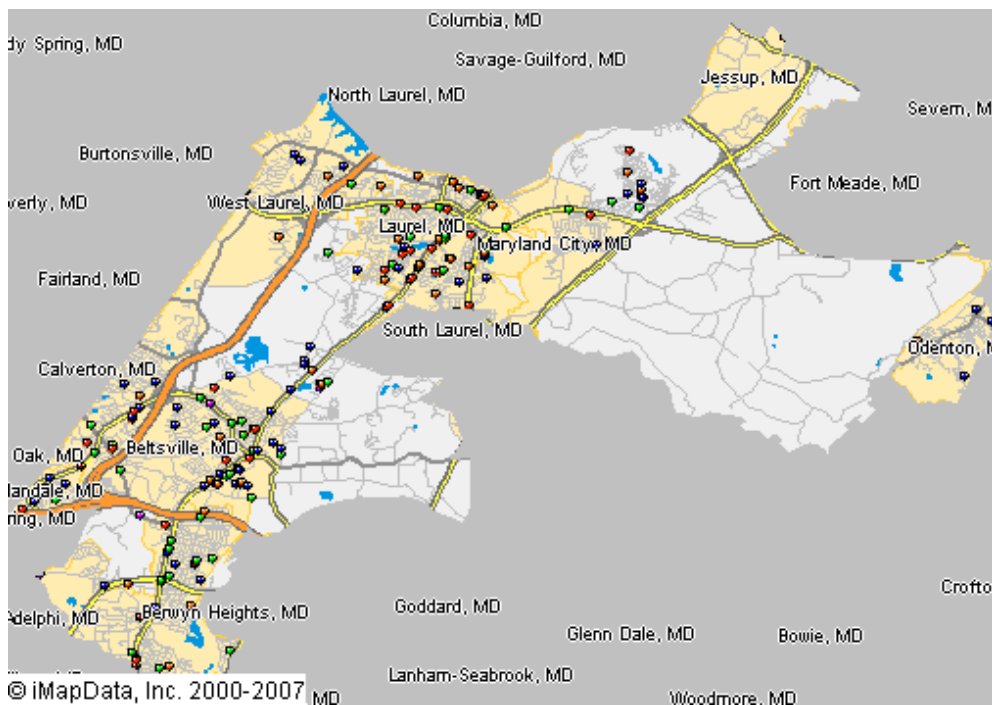 Columbia, MD
dy Spring, MD
Savage-Guilford, MD
Jessup, MD
North Laurel, MD
Severn, M
Burtonsville, MD
Fort Meade, MD
verly, MD
West Laurel, MD
Laurel, MD
Maryland City, MD
Fairland, MD
South Laurel, MD
Odenton, M
Calverton, MD
Beltsville, MD
Oak, MD
landale, MD
ring, MD
Crofto
Goddard, MD
Adelphi, MD
Berwyn Heights, MD
Glenn Dale, MD
Bowie, MD
Lanham-Seabrook, MD
© iMapData, Inc. 2000-2007
MD
Woodmore, MD